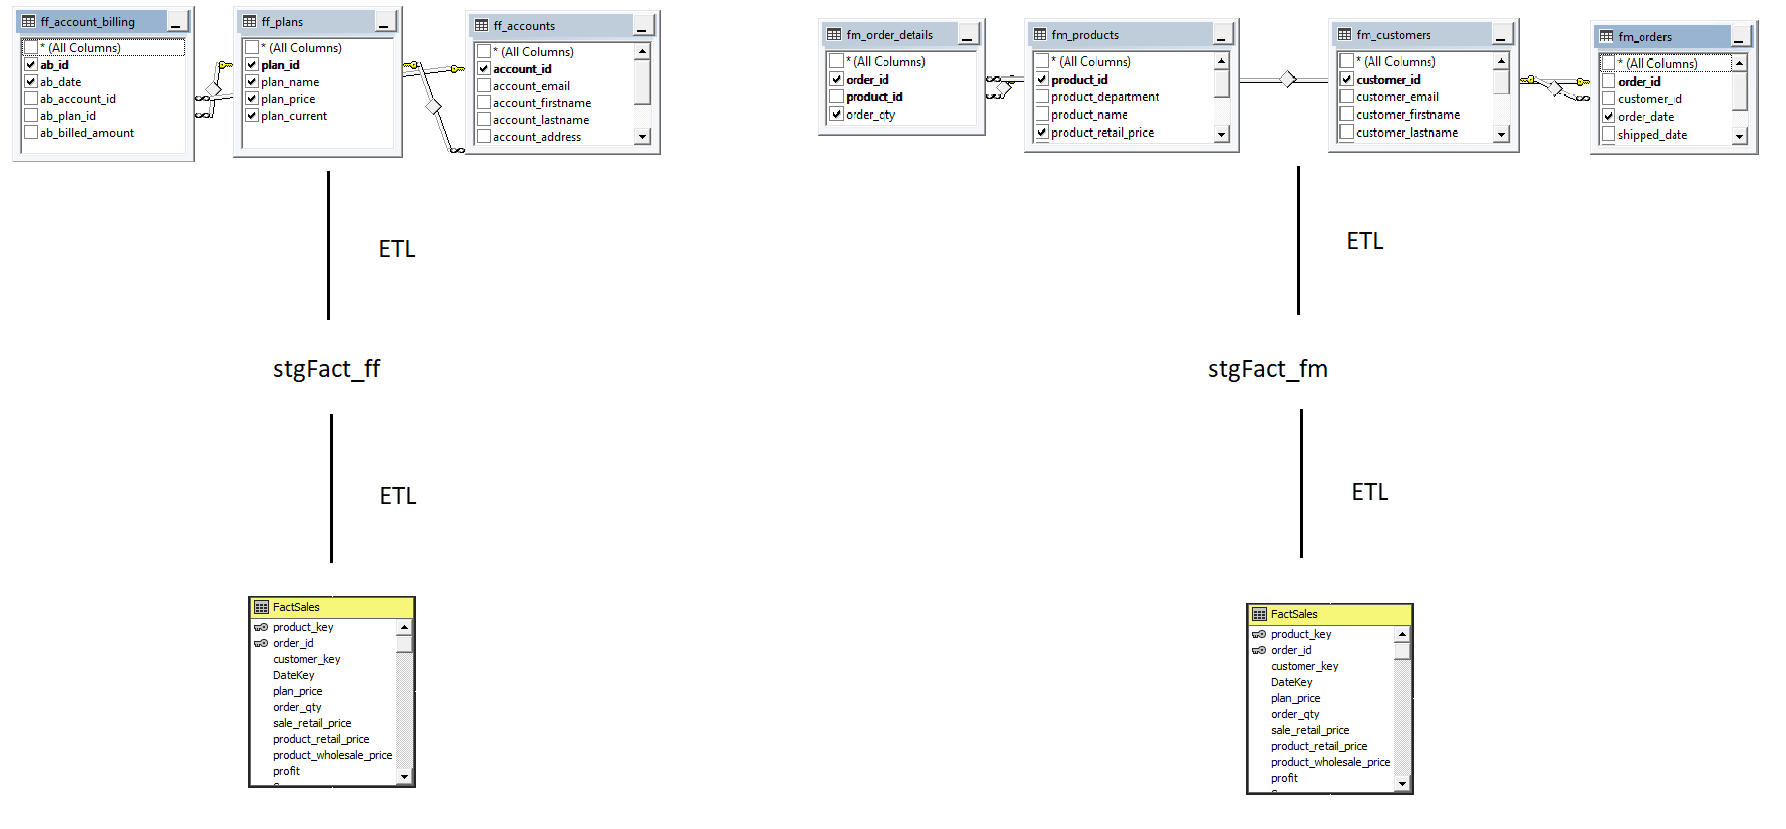 ff_account_billing
* (All Columns)
ab_id
ab_date
ab_account_id
ab_plan_id
ab_billed_amount
ff_plans
* (All Columns)
plan_id
plan_name
plan_price
plan_current
ff_accounts
* (All Columns)
account_id
account_email
account_firstname
account_lastname
account_address
fm_order_details
* (All Columns)
order_id
product_id
order_qty
fm_products
* (All Columns)
product_id
product_department
product_name
product_retail_price
fm_customers
* (All Columns)
customer_id
customer_email
customer_firstname
customer_lastname
fm_orders
* (All Columns)
order_id
customer_id
order_date
shipped_date
ETL
ETL
stgFact_ff
stgFact_fm
ETL
ETL
FactSales
product_key
order_id
customer_key
DateKey
plan_price
order_qty
sale_retail_price
product_retail_price
product_wholesale_price
profit
FactSales
product_key
order_id
customer_key
DateKey
plan_price
order_qty
sale_retail_price
product_retail_price
product_wholesale_price
profit